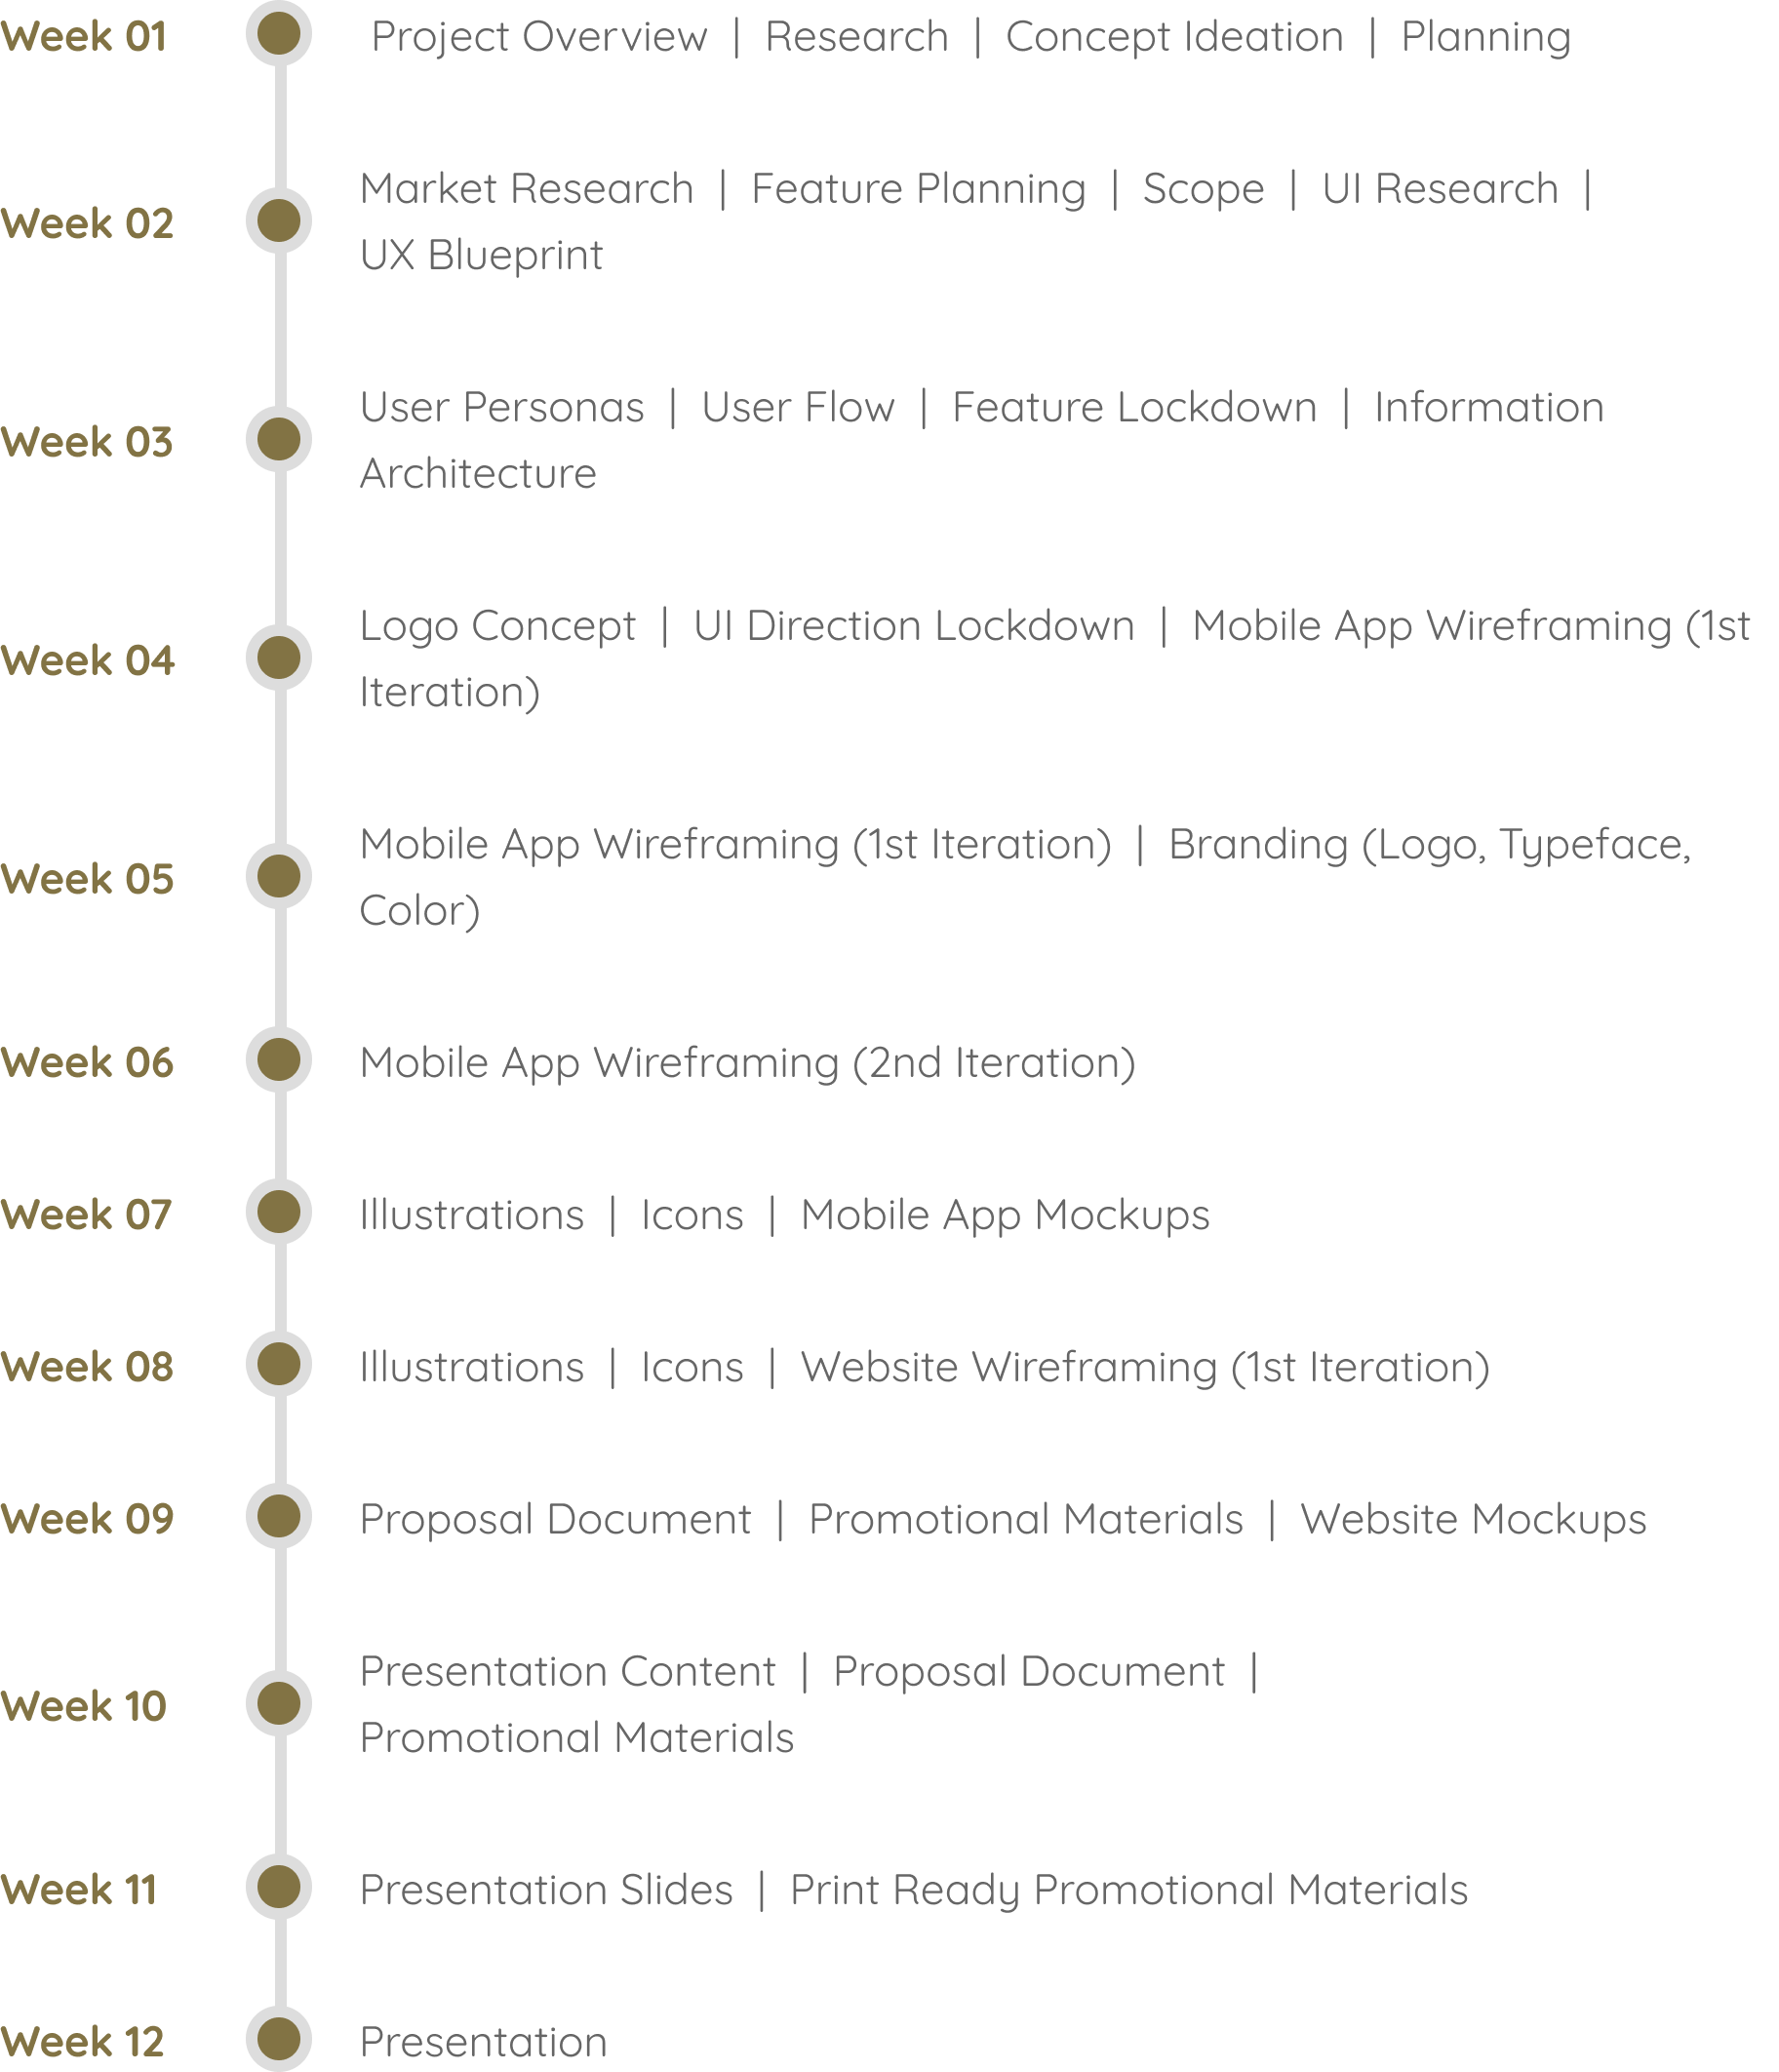 Week 01
Project Overview | Research | Concept Ideation | Planning
Week 02
Market Research | Feature Planning | Scope | UI Research |
UX Blueprint
Week 03
User Personas | User Flow | Feature Lockdown | Information
Architecture
Week 04
Logo Concept | UI Direction Lockdown | Mobile App Wireframing (1st
Iteration)
Week 05
Mobile App Wireframing (1st Iteration) | Branding (Logo, Typeface,
Color)
Week 06
Mobile App Wireframing (2nd Iteration)
Week 07
Illustrations | Icons | Mobile App Mockups
Week 08
Illustrations | Icons | Website Wireframing (1st Iteration)
Week 09
Proposal Document | Promotional Materials | Website Mockups
Week 10
Presentation Content | Proposal Document |
Promotional Materials
Week 11
Presentation Slides | Print Ready Promotional Materials
Week 12
Presentation